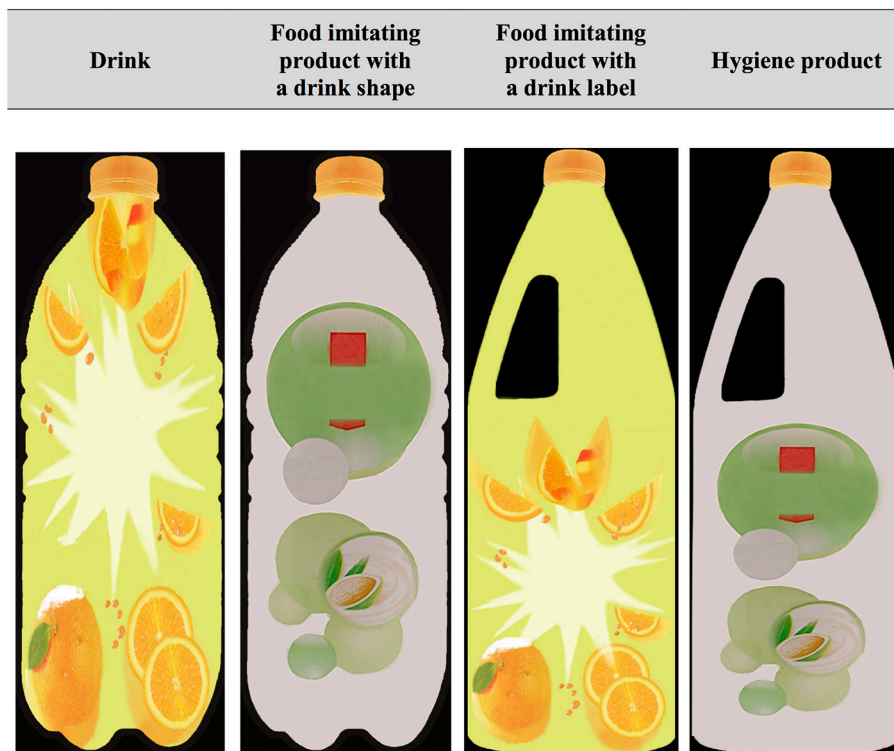 Drink
Food imitating
product with
a drink shape
Food imitating
product with
a drink label
Hygiene product